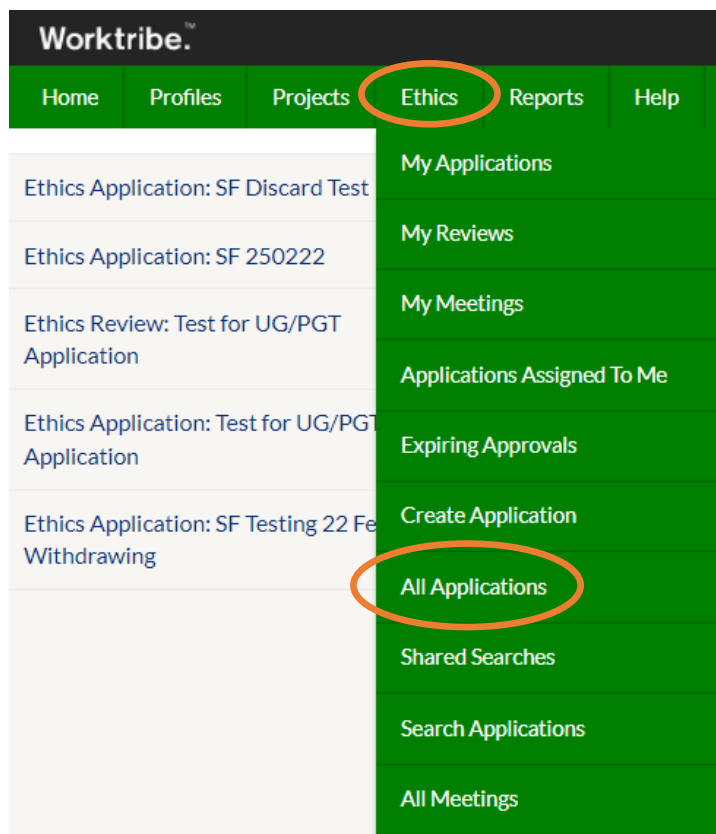 Worktribe.™
Home Profiles Projects Ethics Reports Help
Ethics Application: SF Discard Test
Ethics Application: SF 250222
Ethics Review: Test for UG/PGT
Application
Ethics Application: Test for UG/PGT
Application
Ethics Application: SF Testing 22 Fe
Withdrawing
My Applications
My Reviews
My Meetings
Applications Assigned To Me
Expiring Approvals
Create Application
All Applications
Shared Searches
Search Applications
All Meetings